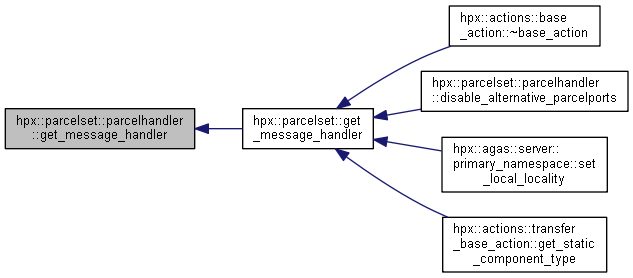 hpx::parcelset::parcelhandler
::get_message_handler
hpx::parcelset::get
_message_handler
hpx::actions::base
_action::~base_action
hpx::parcelset::parcelhandler
::disable_alternative_parcelports
hpx::agas::server::
primary_namespace::set
_local_locality
hpx::actions::transfer
_base_action::get_static
_component_type